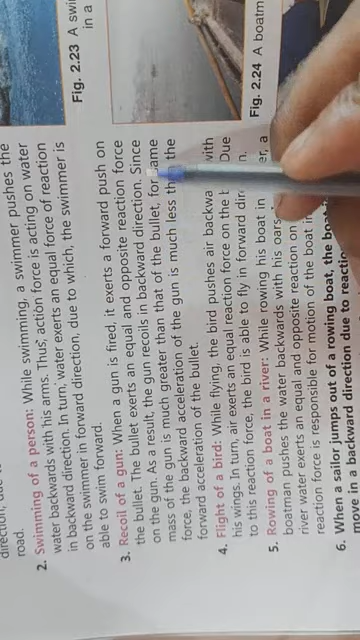 direction, due to
road.
2. Swimming of a person: While swimming, a swimmer pushes the
water backwards with his arms. Thus, action force is acting on water
in backward direction. In turn, water exerts an equal force of reaction
on the swimmer in forward direction, due to which, the swimmer is
able to swim forward.
3. Recoil of a gun: When a gun is fired, it exerts a forward push on
the bullet. The bullet exerts an equal and opposite reaction force
on the gun. As a result, the gun recoils in backward direction. Since
mass of the gun is much greater than that of the bullet, for same
force, the backward acceleration of the gun is much less the
forward acceleration of the bullet.
4. Flight of a bird: While flying, the bird pushes air with
his wings. In turn, air exerts an equal reaction force on the Due
to this reaction force, the bird is able to fly in forward
5. Rowing of a boat in a river: While rowing his boat in a
boatman pushes the water backwards with his oars.
river water exerts an equal and opposite reaction on
reaction force is responsible for motion of the boat
6. When a sailor jumps out of a rowing boat, the
move in a backward direction due to
Fig. 2.23 A
in a
Fig. 2.24 A